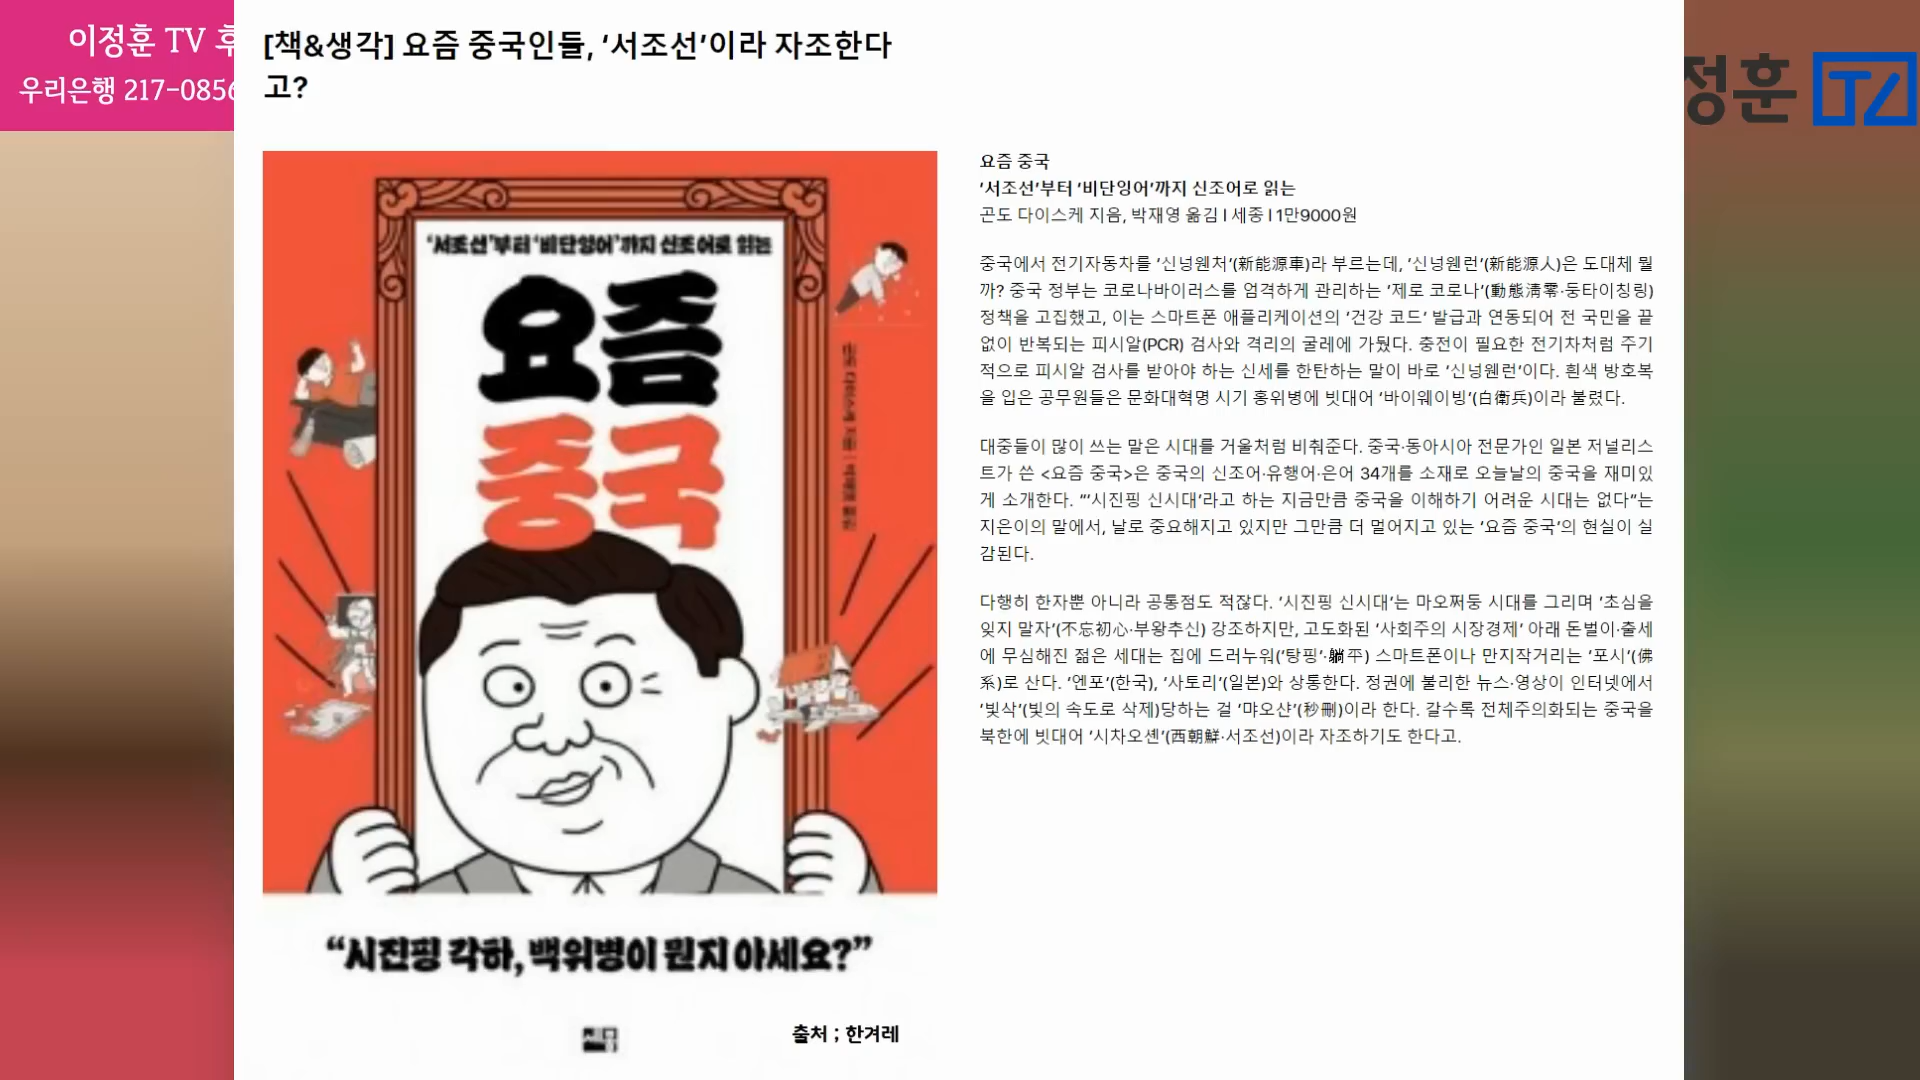 이정훈 TV 후
우리은행 217-0856
정훈 TV
[책&생각] 요즘 중국인들, ‘서조선’이라 자조한다
고?
‘서조선’부터 ‘비단잉어’까지 신조어로 읽는
요즘
중국
곤도 다이스케 지음 | 박재영 옮김
“시진핑 각하, 백위병이 뭔지 아세요?”
세종
출처 ; 한겨레
요즘 중국
‘서조선’부터 ‘비단잉어’까지 신조어로 읽는
곤도 다이스케 지음, 박재영 옮김 l 세종 l 1만9000원
중국에서 전기자동차를 ‘신넝웬처’(新能源車)라 부르는데, ‘신넝웬런’(新能源人)은 도대체 뭘
까? 중국 정부는 코로나바이러스를 엄격하게 관리하는 ‘제로 코로나’(動態淸零·둥타이칭링)
정책을 고집했고, 이는 스마트폰 애플리케이션의 ‘건강 코드’ 발급과 연동되어 전 국민을 끝
없이 반복되는 피시알(PCR) 검사와 격리의 굴레에 가뒀다. 충전이 필요한 전기차처럼 주기
적으로 피시알 검사를 받아야 하는 신세를 한탄하는 말이 바로 ‘신넝웬런’이다. 흰색 방호복
을 입은 공무원들은 문화대혁명 시기 홍위병에 빗대어 ‘바이웨이빙’(白衛兵)이라 불렸다.
대중들이 많이 쓰는 말은 시대를 거울처럼 비춰준다. 중국·동아시아 전문가인 일본 저널리스
트가 쓴 <요즘 중국>은 중국의 신조어·유행어·은어 34개를 소재로 오늘날의 중국을 재미있
게 소개한다. “‘시진핑 신시대’라고 하는 지금만큼 중국을 이해하기 어려운 시대는 없다”는
지은이의 말에서, 날로 중요해지고 있지만 그만큼 더 멀어지고 있는 ‘요즘 중국’의 현실이 실
감된다.
다행히 한자뿐 아니라 공통점도 적잖다. ‘시진핑 신시대’는 마오쩌둥 시대를 그리며 ‘초심을
잊지 말자’(不忘初心·부왕추신) 강조하지만, 고도화된 ‘사회주의 시장경제’ 아래 돈벌이·출세
에 무심해진 젊은 세대는 집에 드러누워(‘탕핑’·躺平) 스마트폰이나 만지작거리는 ‘포시’(佛
系)로 산다. ‘엔포’(한국), ‘사토리’(일본)와 상통한다. 정권에 불리한 뉴스·영상이 인터넷에서
‘빛삭’(빛의 속도로 삭제)당하는 걸 ‘먀오샨’(秒刪)이라 한다. 갈수록 전체주의화되는 중국을
북한에 빗대어 ‘시차오셴’(西朝鮮·서조선)이라 자조하기도 한다고.